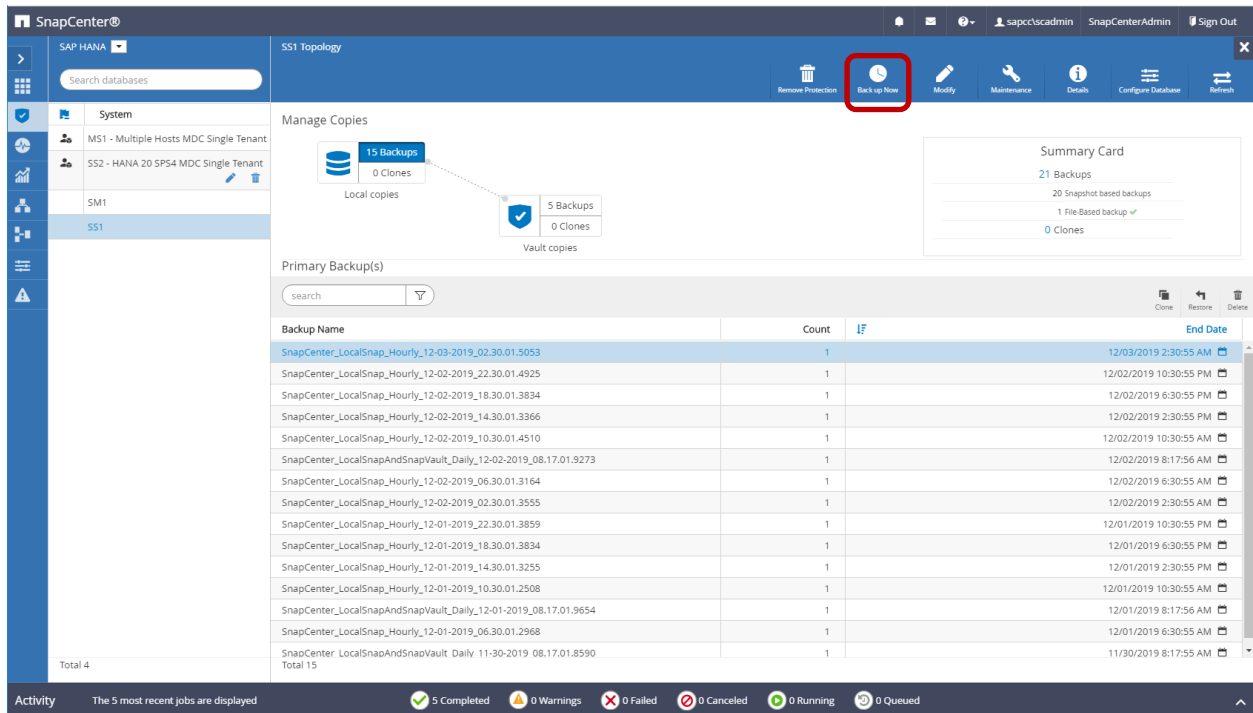 SnapCenter®
sapcc\scadmin SnapCenterAdmin Sign Out
SAP HANA
SS1 Topology
Search databases
Remove Protection Back up Now Modify Maintenance Details Configure Database Refresh
System
MS1 - Multiple Hosts MDC Single Tenant
SS2 - HANA 20 SPS4 MDC Single Tenant
SM1
SS1
Manage Copies
15 Backups
0 Clones
Local copies
5 Backups
0 Clones
Vault copies
Summary Card
21 Backups
20 Snapshot based backups
1 File-Based backup
0 Clones
Primary Backup(s)
search
Clone Restore Delete
Backup Name Count End Date
SnapCenter_LocalSnap_Hourly_12-03-2019_02.30.01.5053 1 12/03/2019 2:30:55 AM
SnapCenter_LocalSnap_Hourly_12-02-2019_22.30.01.4925 1 12/02/2019 10:30:55 PM
SnapCenter_LocalSnap_Hourly_12-02-2019_18.30.01.3834 1 12/02/2019 6:30:55 PM
SnapCenter_LocalSnap_Hourly_12-02-2019_14.30.01.3366 1 12/02/2019 2:30:55 PM
SnapCenter_LocalSnap_Hourly_12-02-2019_10.30.01.4510 1 12/02/2019 10:30:55 AM
SnapCenter_LocalSnapAndSnapVault_Daily_12-02-2019_08.17.01.9273 1 12/02/2019 8:17:56 AM
SnapCenter_LocalSnap_Hourly_12-02-2019_06.30.01.3164 1 12/02/2019 6:30:55 AM
SnapCenter_LocalSnap_Hourly_12-02-2019_02.30.01.3555 1 12/02/2019 2:30:55 AM
SnapCenter_LocalSnap_Hourly_12-01-2019_22.30.01.3859 1 12/01/2019 10:30:55 PM
SnapCenter_LocalSnap_Hourly_12-01-2019_18.30.01.3834 1 12/01/2019 6:30:55 PM
SnapCenter_LocalSnap_Hourly_12-01-2019_14.30.01.3255 1 12/01/2019 2:30:55 PM
SnapCenter_LocalSnap_Hourly_12-01-2019_10.30.01.2508 1 12/01/2019 10:30:55 AM
SnapCenter_LocalSnapAndSnapVault_Daily_12-01-2019_08.17.01.9654 1 12/01/2019 8:17:56 AM
SnapCenter_LocalSnap_Hourly_12-01-2019_06.30.01.2968 1 12/01/2019 6:30:55 AM
SnapCenter_LocalSnapAndSnapVault_Daily_11-30-2019_08.17.01.8590 1 11/30/2019 8:17:55 AM
Total 4
Total 15
Activity The 5 most recent jobs are displayed 5 Completed 0 Warnings 0 Failed 0 Canceled 0 Running 0 Queued